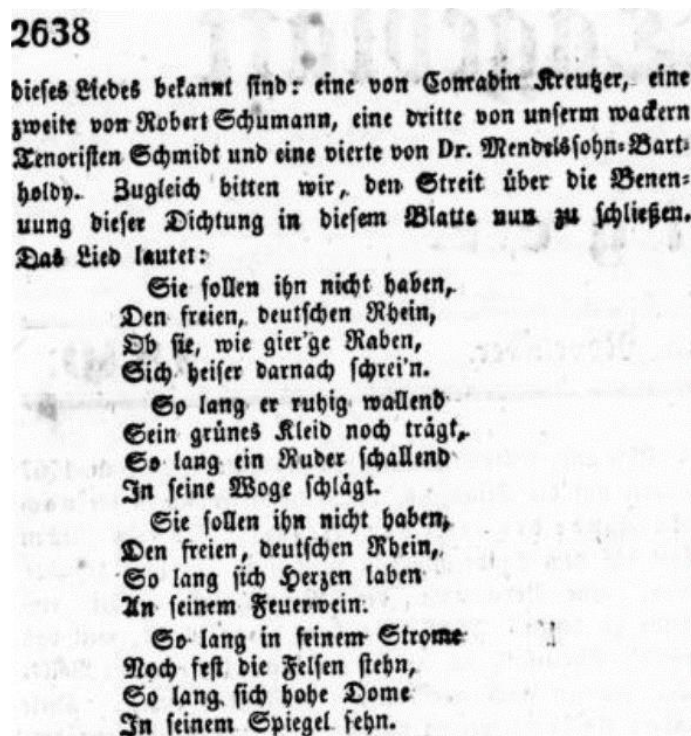 2638
dieses Liedes bekannt sind: eine von Conradin Kreutzer, eine
zweite von Robert Schumann, eine dritte von unserm wackern
Tenoristen Schmidt und eine vierte von Dr. Mendelssohn-Bart-
holdy. Zugleich bitten wir, den Streit über die Benen-
uung dieser Dichtung in diesem Blatte nun zu schließen.
Das Lied lautet:
Sie sollen ihn nicht haben,
Den freien, deutschen Rhein,
Ob sie, wie gier'ge Raben,
Sich heiser darnach schrei'n.
So lang er ruhig wallend
Sein grünes Kleid noch trägt,
So lang ein Ruder schallend
In seine Woge schlägt.
Sie sollen ihn nicht haben,
Den freien, deutschen Rhein,
So lang sich Herzen laben
An seinem Feuerwein.
So lang in seinem Strome
Noch fest die Felsen stehn,
So lang sich hohe Dome
In seinem Spiegel sehn.